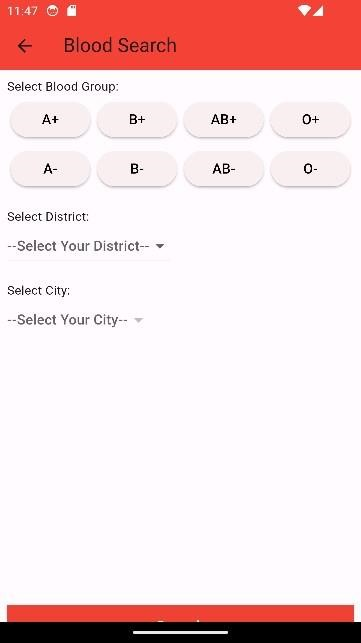 11:47
Blood Search
Select Blood Group:
A+ B+ AB+ O+
A- B- AB- O-
Select District:
--Select Your District--
Select City:
--Select Your City--